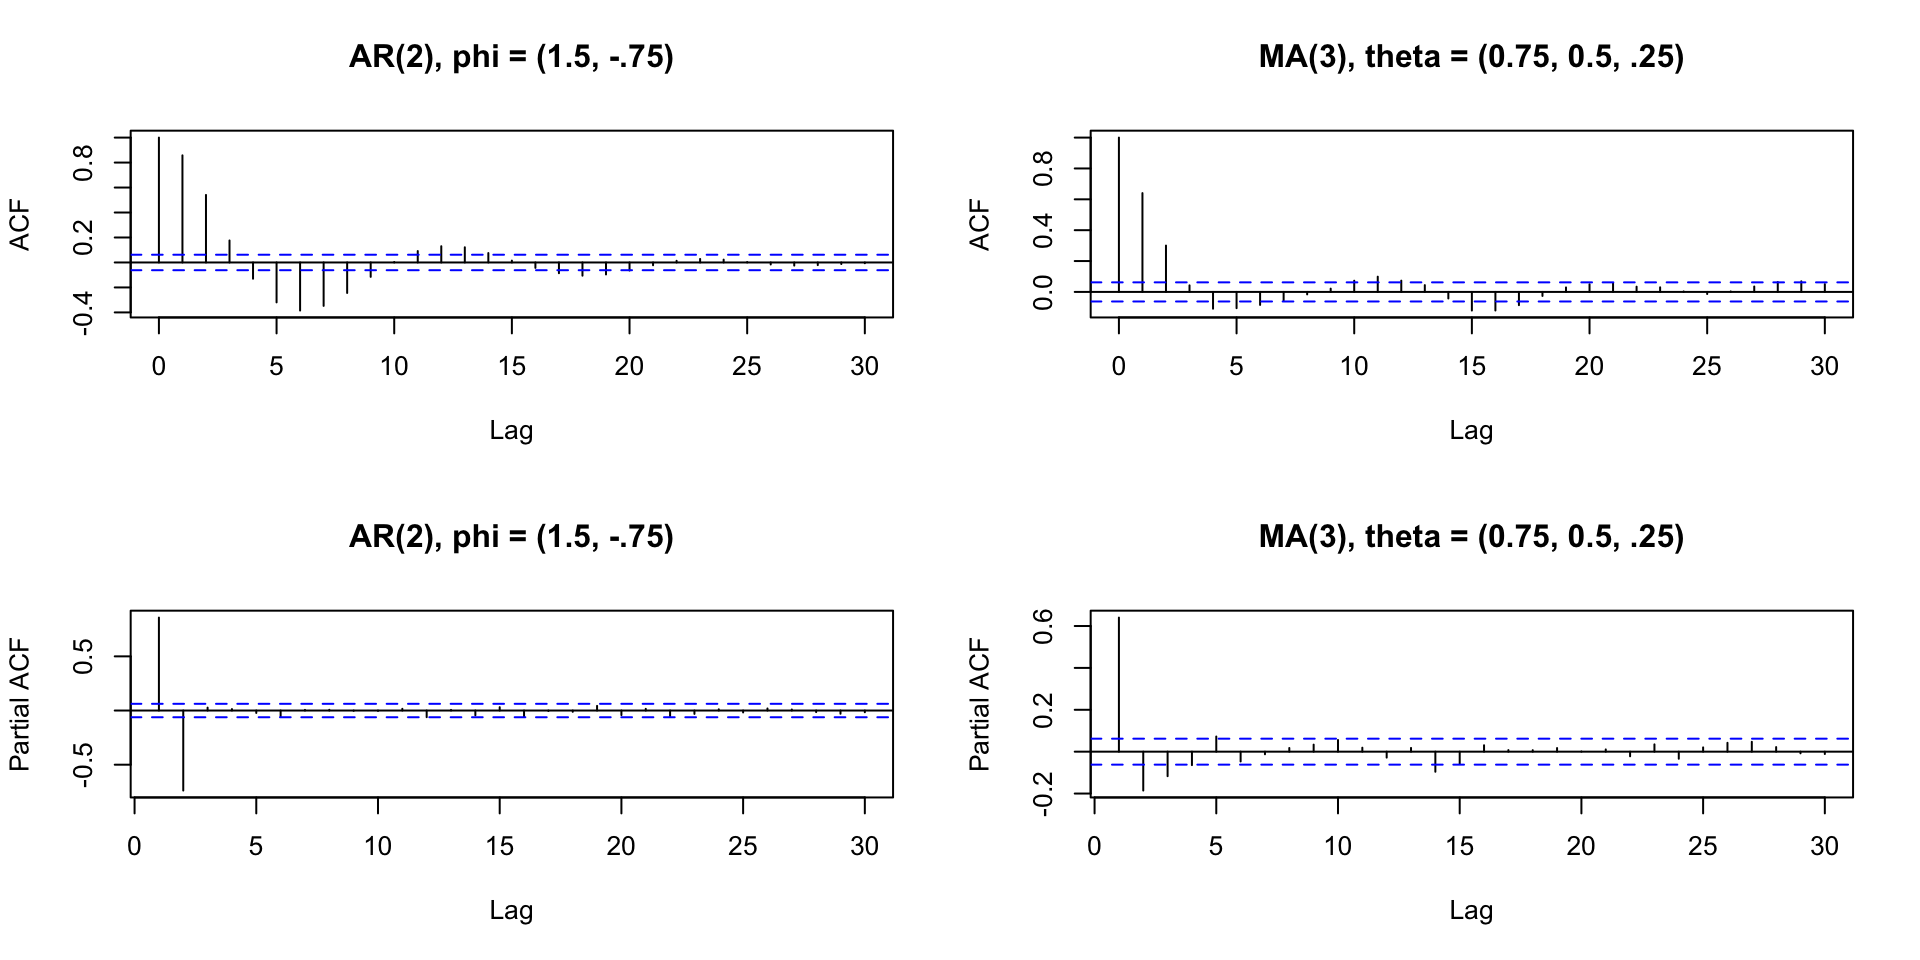 AR(2), phi = (1.5, -.75)
ACF
0.8
0.2
-0.4
0 5 10 15 20 25 30
Lag
MA(3), theta = (0.75, 0.5, .25)
ACF
0.8
0.4
0.0
0 5 10 15 20 25 30
Lag
AR(2), phi = (1.5, -.75)
Partial ACF
0.5
-0.5
0 5 10 15 20 25 30
Lag
MA(3), theta = (0.75, 0.5, .25)
Partial ACF
0.6
0.2
-0.2
0 5 10 15 20 25 30
Lag